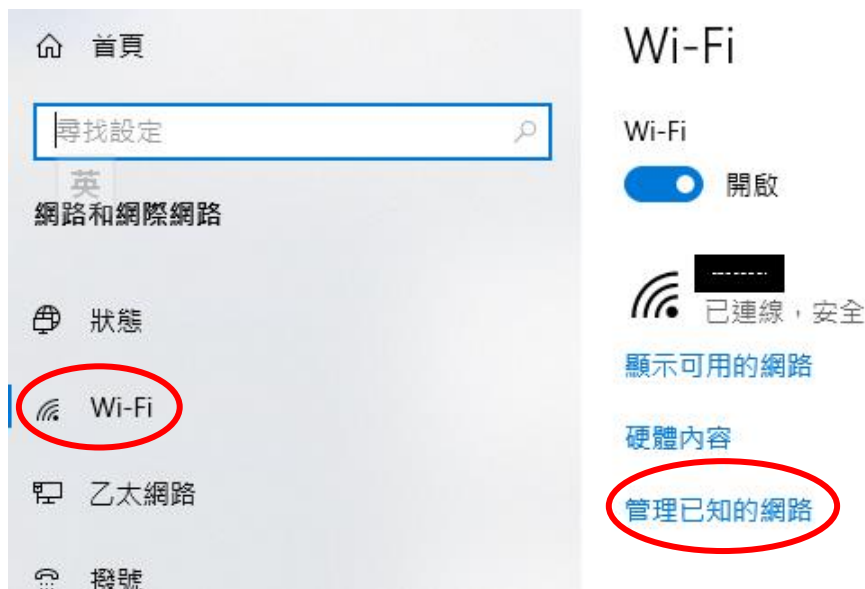 首頁
尋找設定
英
網路和網際網路
狀態
Wi-Fi
乙太網路
撥號
Wi-Fi
Wi-Fi
開啟
已連線，安全
顯示可用的網路
硬體內容
管理已知的網路